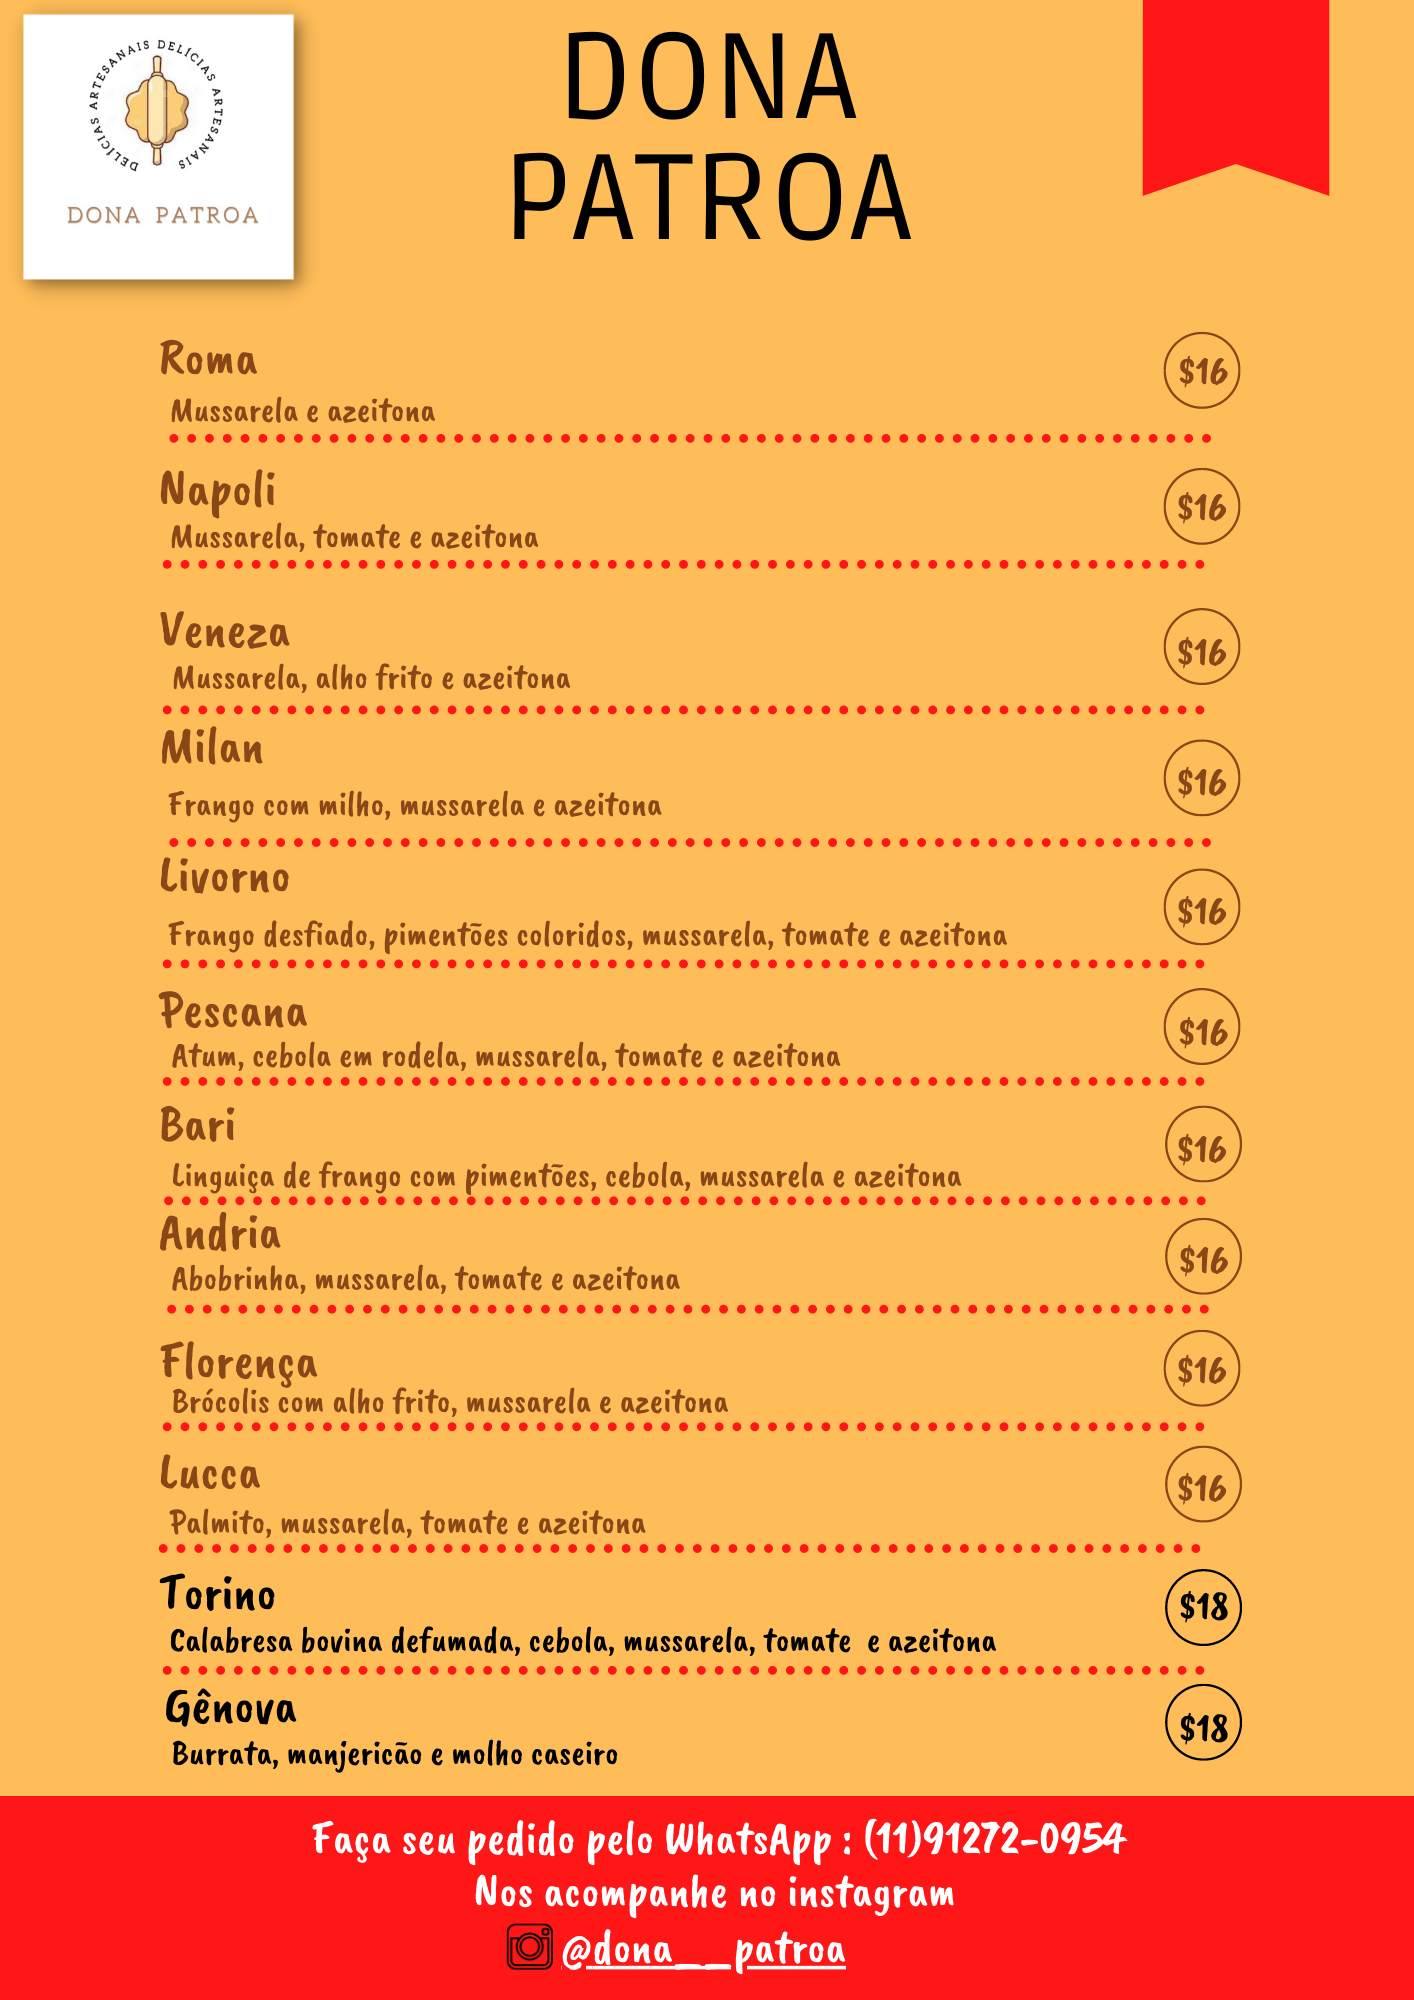 DELÍCIAS ARTESANAIS DELÍCIAS ARTESANAIS
DONA PATROA
DONA
PATROA
Roma
$16
Mussarela e azeitona
Napoli
$16
Mussarela, tomate e azeitona
Veneza
$16
Mussarela, alho frito e azeitona
Milan
$16
Frango com milho, mussarela e azeitona
Livorno
$16
Frango desfiado, pimentões coloridos, mussarela, tomate e azeitona
Pescana
$16
Atum, cebola em rodela, mussarela, tomate e azeitona
Bari
$16
Linguiça de frango com pimentões, cebola, mussarela e azeitona
Andria
$16
Abobrinha, mussarela, tomate e azeitona
Florença
$16
Brócolis com alho frito, mussarela e azeitona
Lucca
$16
Palmito, mussarela, tomate e azeitona
Torino
$18
Calabresa bovina defumada, cebola, mussarela, tomate e azeitona
Gênova
$18
Burrata, manjericão e molho caseiro
Faça seu pedido pelo WhatsApp : (11)91272-0954
Nos acompanhe no instagram
@dona__patroa